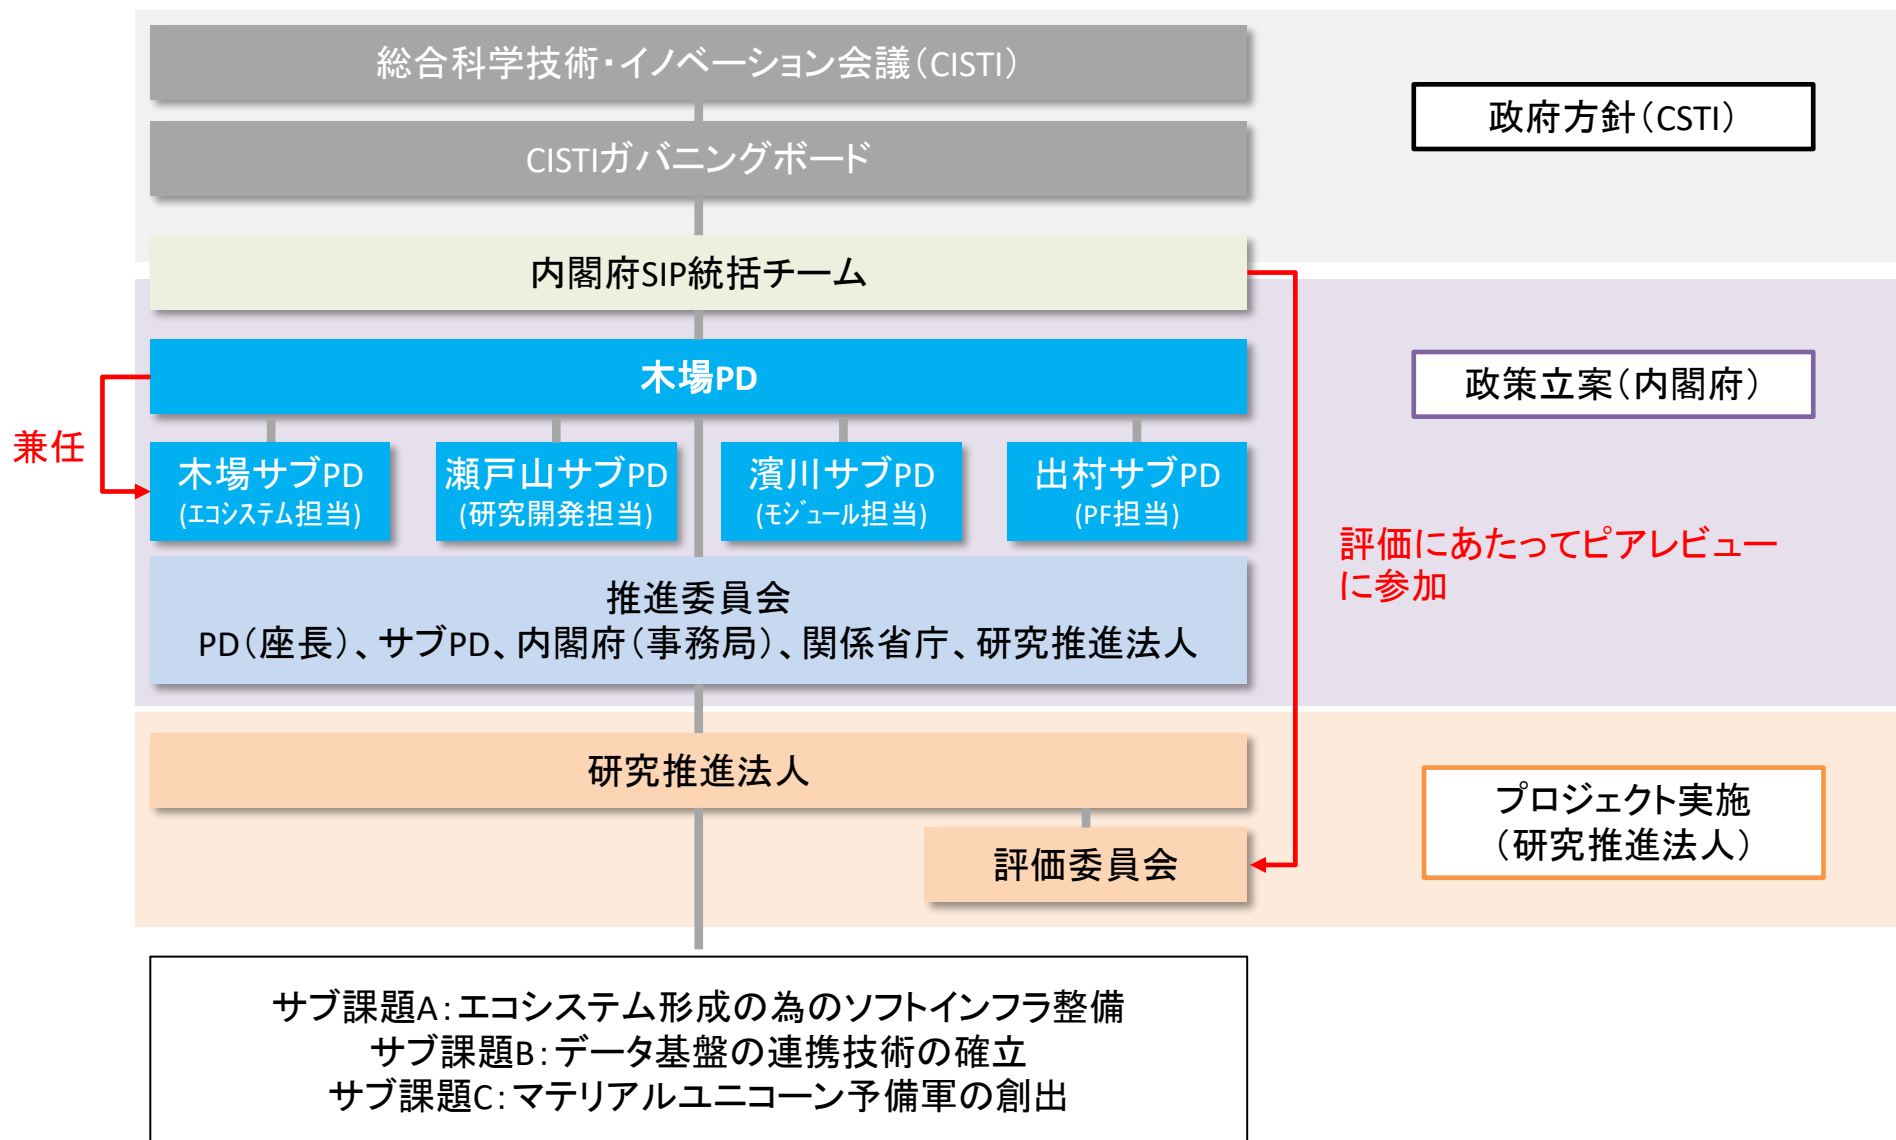 総合科学技術・イノベーション会議(CISTI)
CISTIガバニングボード
政府方針(CSTI)
内閣府SIP統括チーム
木場PD
政策立案(内閣府)
兼任
木場サブPD
(エコシステム担当)
瀬戸山サブPD
(研究開発担当)
濱川サブPD
(モジュール担当)
出村サブPD
(PF担当)
評価にあたってピアレビュー
に参加
推進委員会
PD(座長)、サブPD、内閣府(事務局)、関係省庁、研究推進法人
研究推進法人
評価委員会
プロジェクト実施
(研究推進法人)
サブ課題A:エコシステム形成の為のソフトインフラ整備
サブ課題B:データ基盤の連携技術の確立
サブ課題C:マテリアルユニコーン予備軍の創出